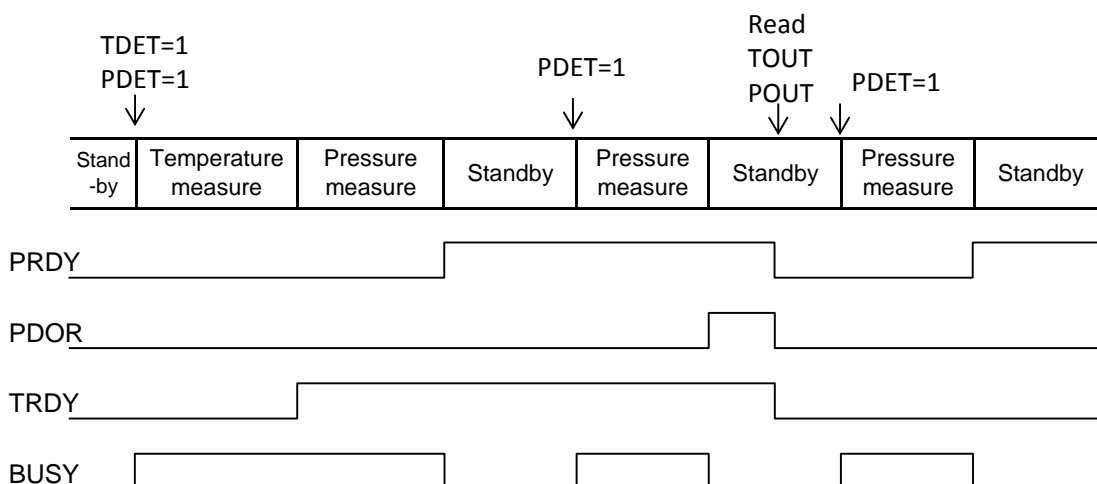 TDET=1
PDET=1
PDET=1
Read
TOUT
POUT
PDET=1
Stand
-by
Temperature
measure
Pressure
measure
Standby
Pressure
measure
Standby
Pressure
measure
Standby
PRDY
PDOR
TRDY
BUSY